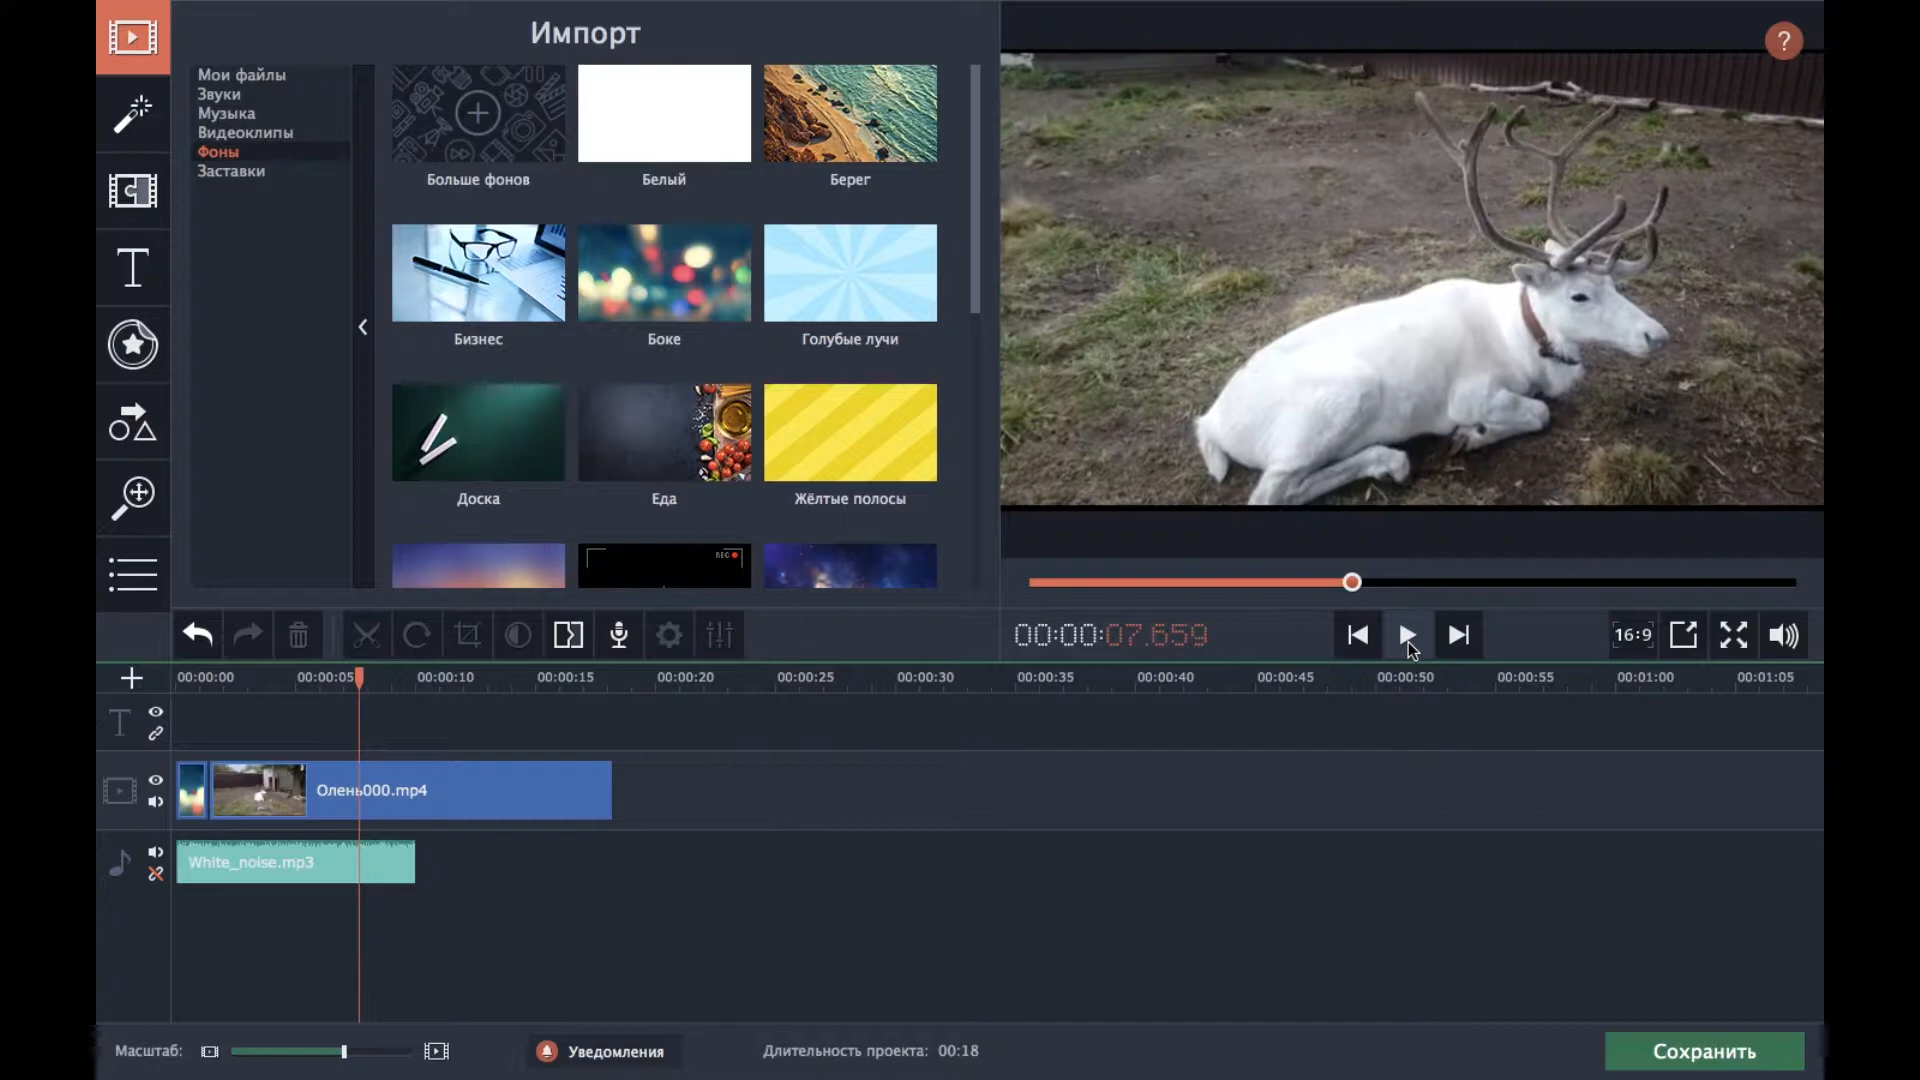 Импорт
?
Мои файлы
Звуки
Музыка
Видеоклипы
Фоны
Заставки
Больше фонов
Белый
Берег
Бизнес
Боке
Голубые лучи
Доска
Еда
Жёлтые полосы
REC
T
00:00:07.659
16:9
00:00:00
00:00:05
00:00:10
00:00:15
00:00:20
00:00:25
00:00:30
00:00:35
00:00:40
00:00:45
00:00:50
00:00:55
00:01:00
00:01:05
T
Олень000.mp4
White_noise.mp3
Масштаб:
Уведомления
Длительность проекта: 00:18
Сохранить